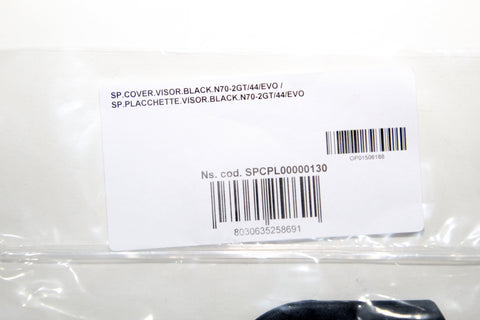 SP.COVER.VISOR.BLACK.N70-2GT/44/EVO /
SP.PLACCHETTE.VISOR.BLACK.N70-2GT/44/EVO
OP01506168
Ns. cod. SPCPL00000130
8030635258691